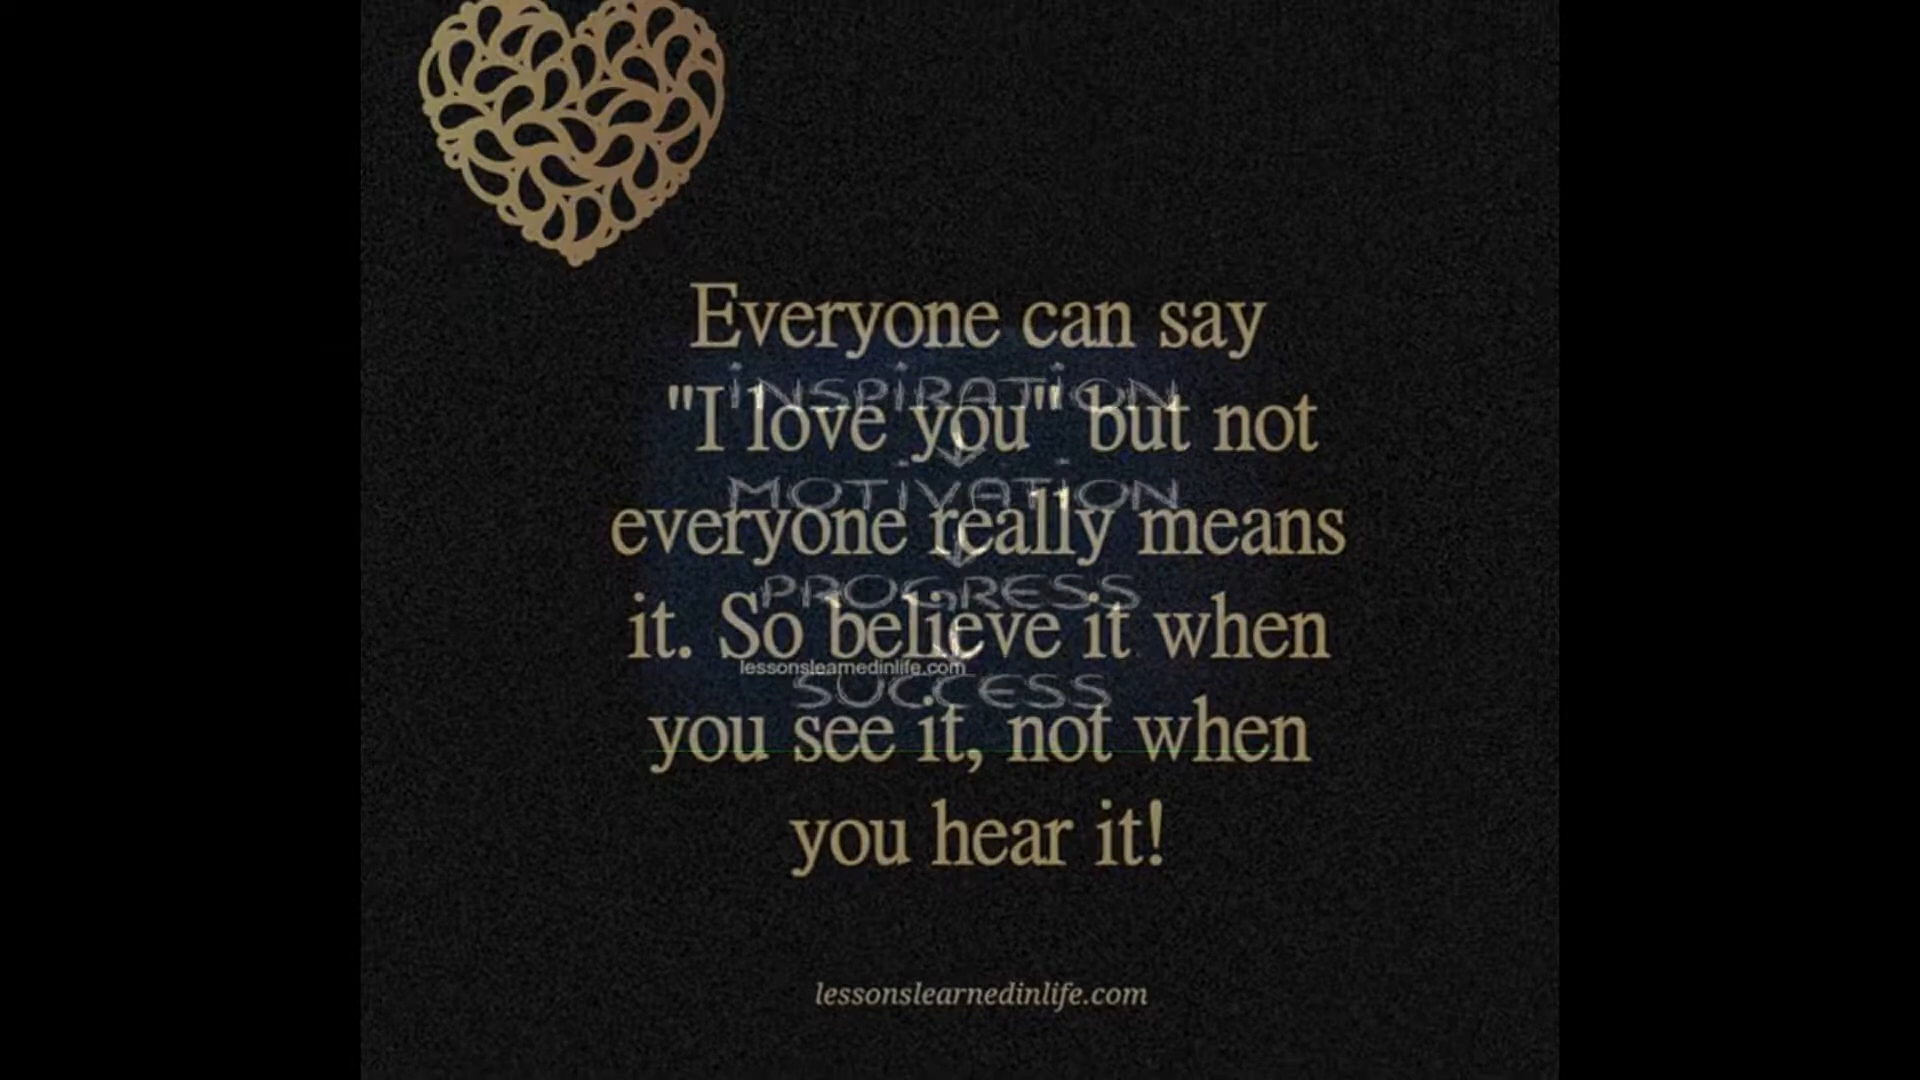 Everyone can say
INSPIRATION
"I love you" but not
MOTIVATION
everyone really means
PROGRESS
it. So believe it when
lessonslearnedinlife.com
SUCCESS
you see it, not when
you hear it!
lessonslearnedinlife.com